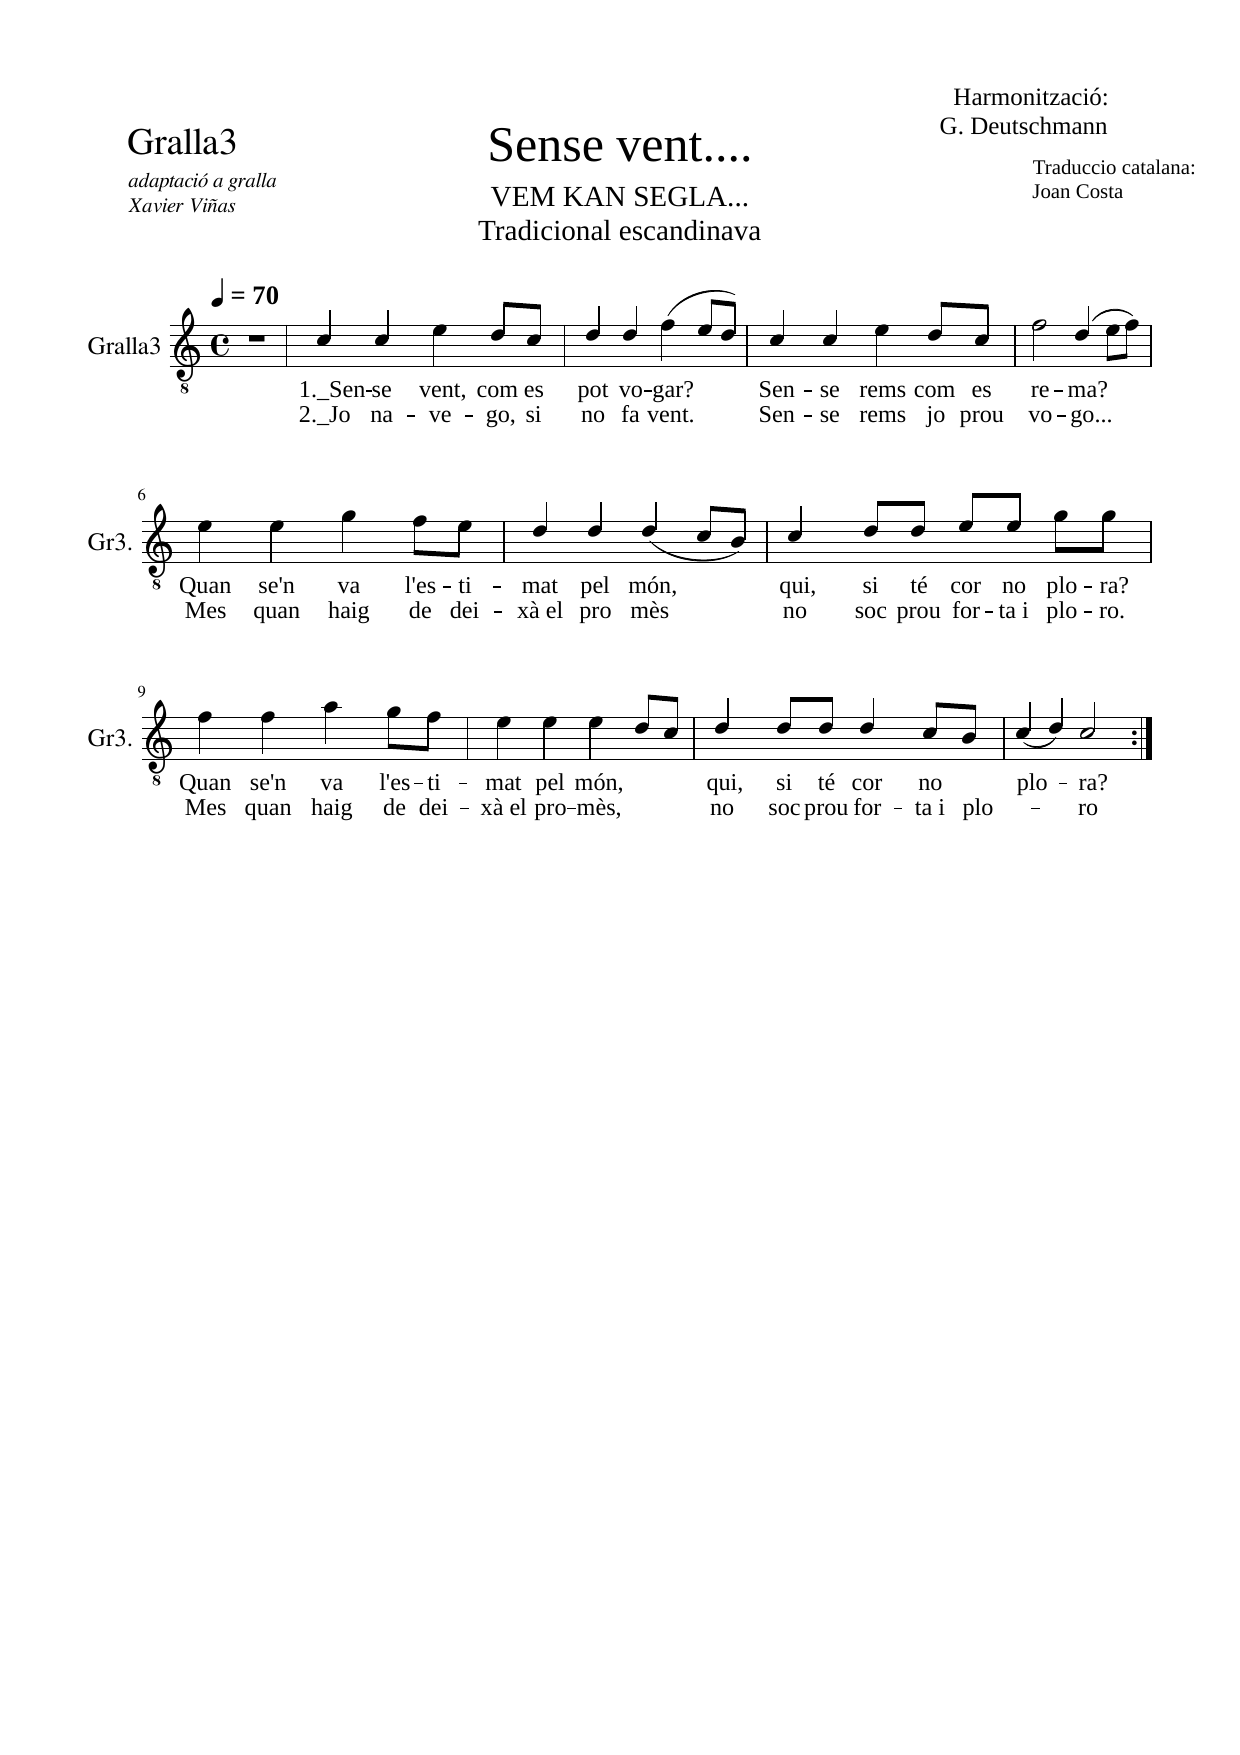 Harmonització:
G. Deutschmann
Gralla3
Sense vent....
adaptació a gralla
Xavier Viñas
Traduccio catalana:
Joan Costa
VEM KAN SEGLA...
Tradicional escandinava
= 70
Gralla3
8
1._Sen-se vent, com es pot vo-gar? Sen - se rems com es re-ma?
2._Jo na - ve - go, si no fa vent. Sen - se rems jo prou vo-go...
6
Gr3.
8
Quan se'n va l'es - ti - mat pel món, qui, si té cor no plo - ra?
Mes quan haig de dei - xà el pro mès no soc prou for - ta i plo - ro.
9
Gr3.
8
Quan se'n va l'es - ti - mat pel món, qui, si té cor no plo - ra?
Mes quan haig de dei - xà el pro-mès, no soc prou for - ta i plo - ro